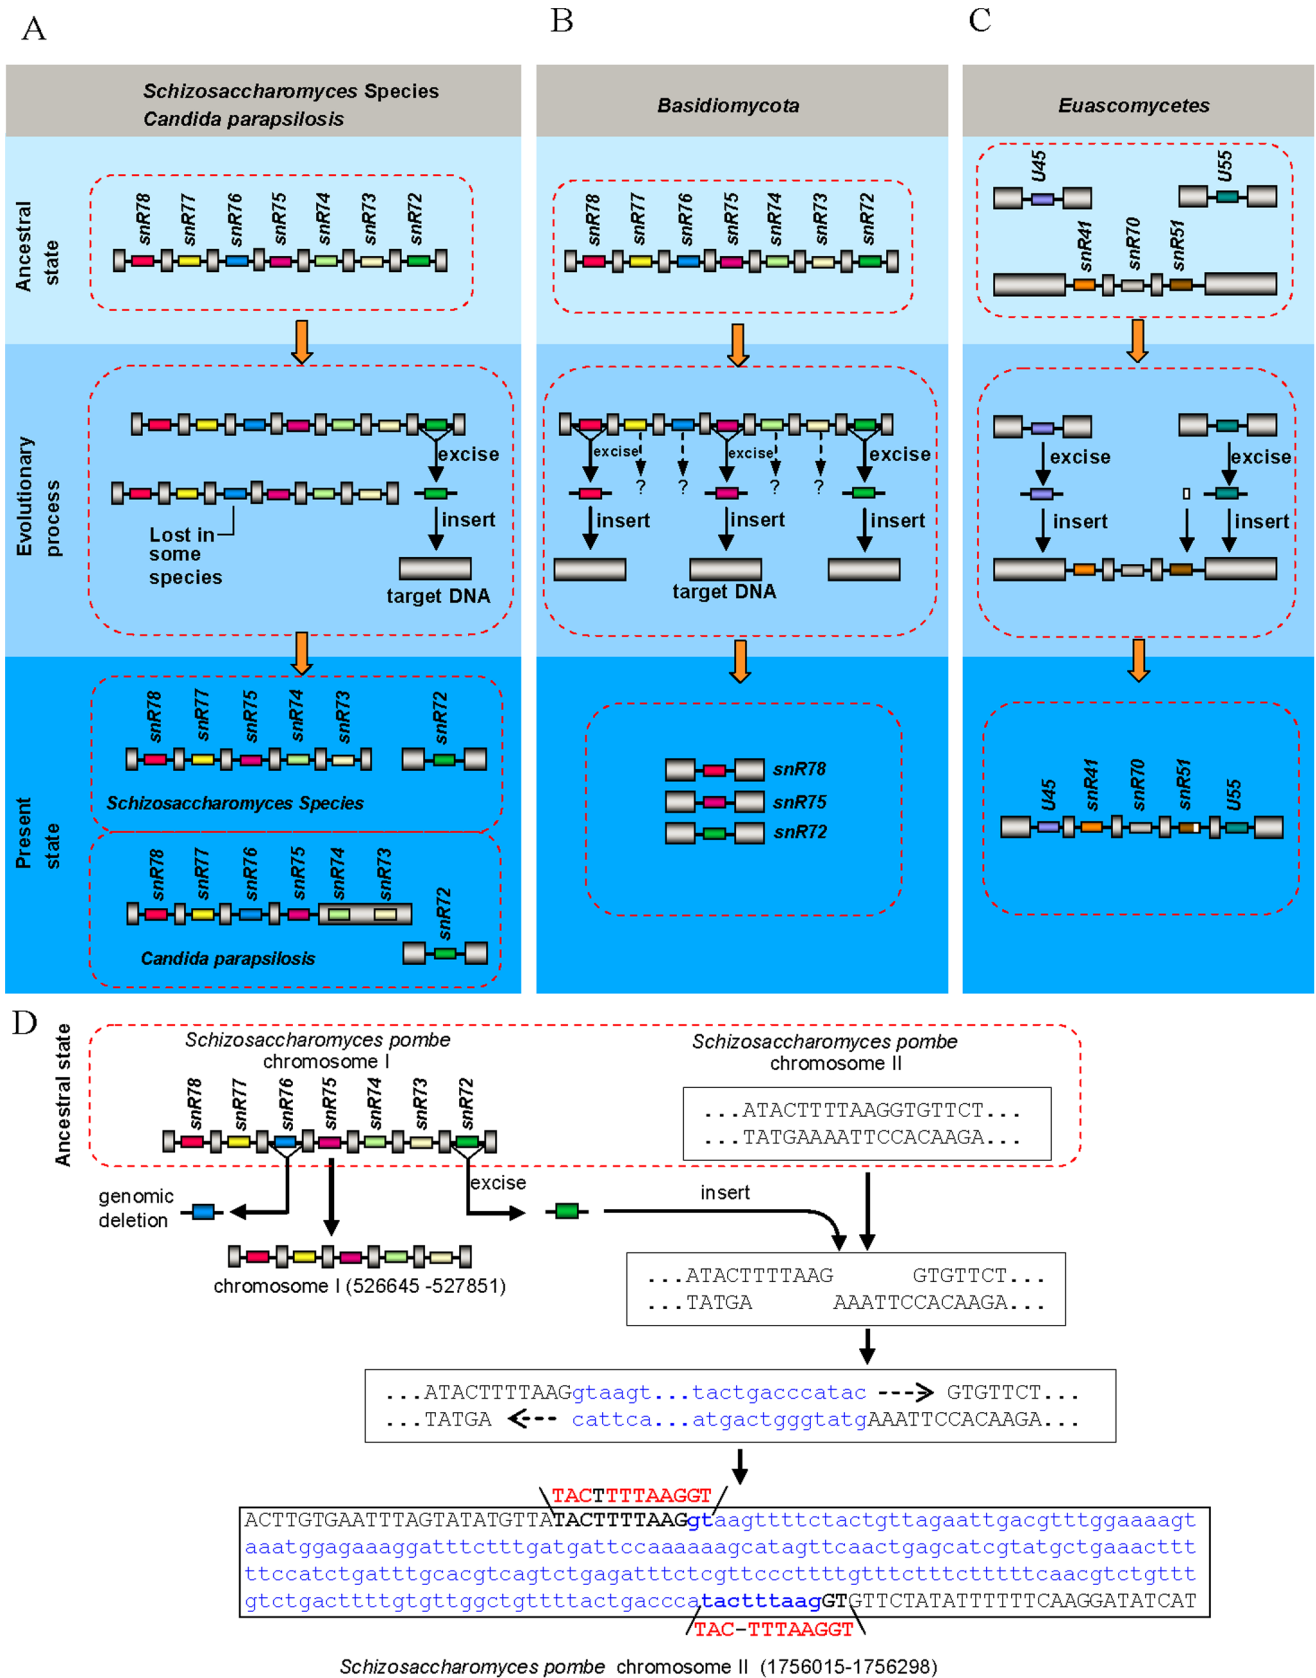 A
B
C
Schizosaccharomyces Species
Candida parapsilosis
Basidiomycota
Euascomycetes
Ancestral state
snR78 snR77 snR76 snR75 snR74 snR73 snR72
snR78 snR77 snR76 snR75 snR74 snR73 snR72
U45 U55
snR41 snR70 snR51
Evolutionary process
excise
insert
Lost in
some
species
target DNA
excise excise excise
? ? ? ?
insert insert insert
target DNA
excise excise
insert insert
Present state
snR78 snR77 snR75 snR74 snR73 snR72
Schizosaccharomyces Species
snR78 snR77 snR76 snR75 snR74 snR73
snR72
Candida parapsilosis
snR78
snR75
snR72
U45 snR41 snR70 snR51 U55
D
Ancestral state
Schizosaccharomyces pombe
chromosome I
snR78 snR77 snR76 snR75 snR74 snR73 snR72
Schizosaccharomyces pombe
chromosome II
...ATACTTTTAAGGTGTTCT...
...TATGAAAATTCCACAAGA...
genomic
deletion
excise
insert
chromosome I (526645 -527851)
...ATACTTTTAAG GTGTTCT...
...TATGA AAATTCCACAAGA...
...ATACTTTTAAGgtaagt...tactgacccatac GTGTTCT...
...TATGA cattca...atgactgggtatgAAATTCCACAAGA...
TACTTTTAAGGT
ACTTGTGAATTTAGTATATGTTATACTTTTAAGgtaagttttctactgttagaattgacgtttggaaaagt
aaatggagaaaggatttctttgatgattccaaaaaagcatagttcaactgagcatcgtatgctgaaacttt
ttccatctgatttgcacgtcagtctgagatttctcgttcccttttgtttctttctttttcaacgtctgttt
gtctgacttttgtgttggctgttttactgacccatactttaagGTGTTCTATATTTTTTCAAGGATATCAT
TAC-TTTAAGGT
Schizosaccharomyces pombe chromosome II (1756015-1756298)